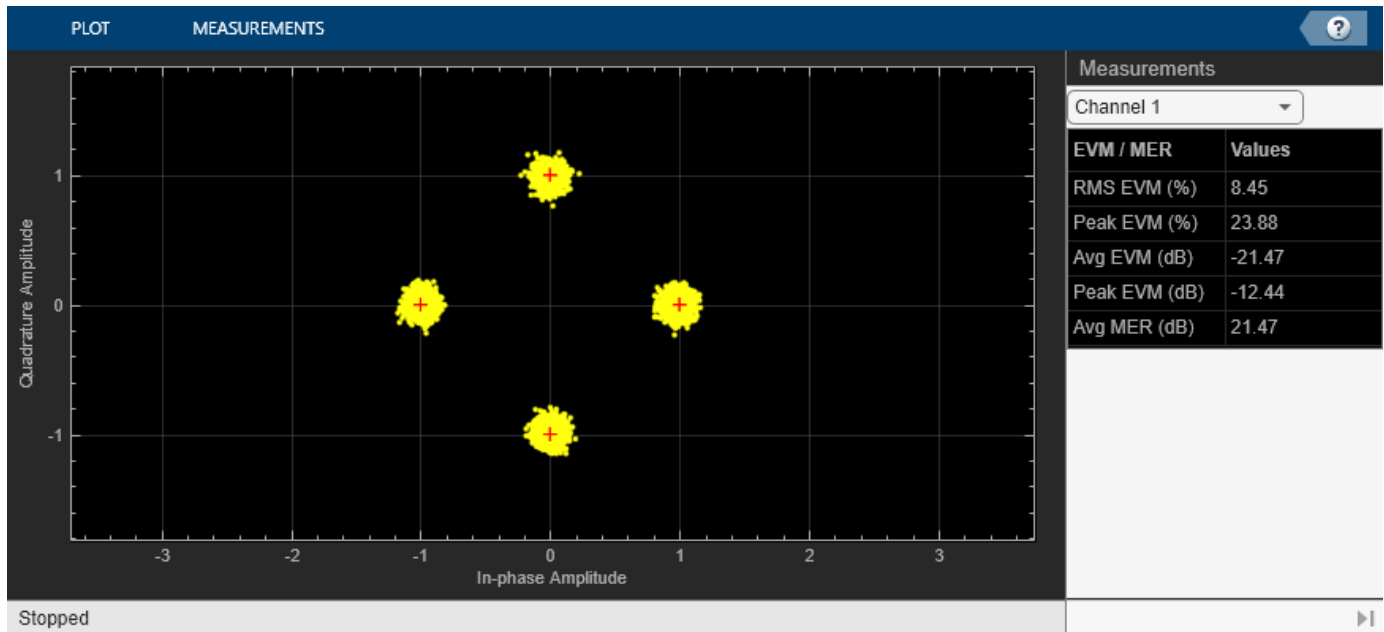 PLOT MEASUREMENTS ?
Measurements
Channel 1
EVM / MER Values
RMS EVM (%) 8.45
Peak EVM (%) 23.88
Avg EVM (dB) -21.47
Peak EVM (dB) -12.44
Avg MER (dB) 21.47
Quadrature Amplitude
1
0
-1
-3 -2 -1 0 1 2 3
In-phase Amplitude
Stopped